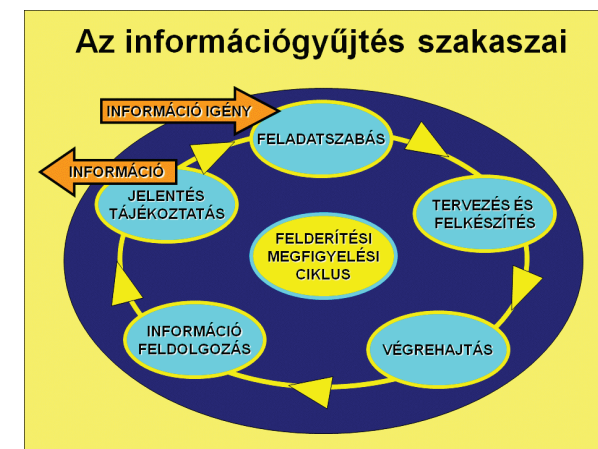 Az információgyűjtés szakaszai
INFORMÁCIÓ IGÉNY
FELADATSZABÁS
INFORMÁCIÓ
JELENTÉS
TÁJÉKOZTATÁS
TERVEZÉS ÉS
FELKÉSZÍTÉS
FELDERÍTÉSI
MEGFIGYELÉSI
CIKLUS
INFORMÁCIÓ
FELDOLGOZÁS
VÉGREHAJTÁS